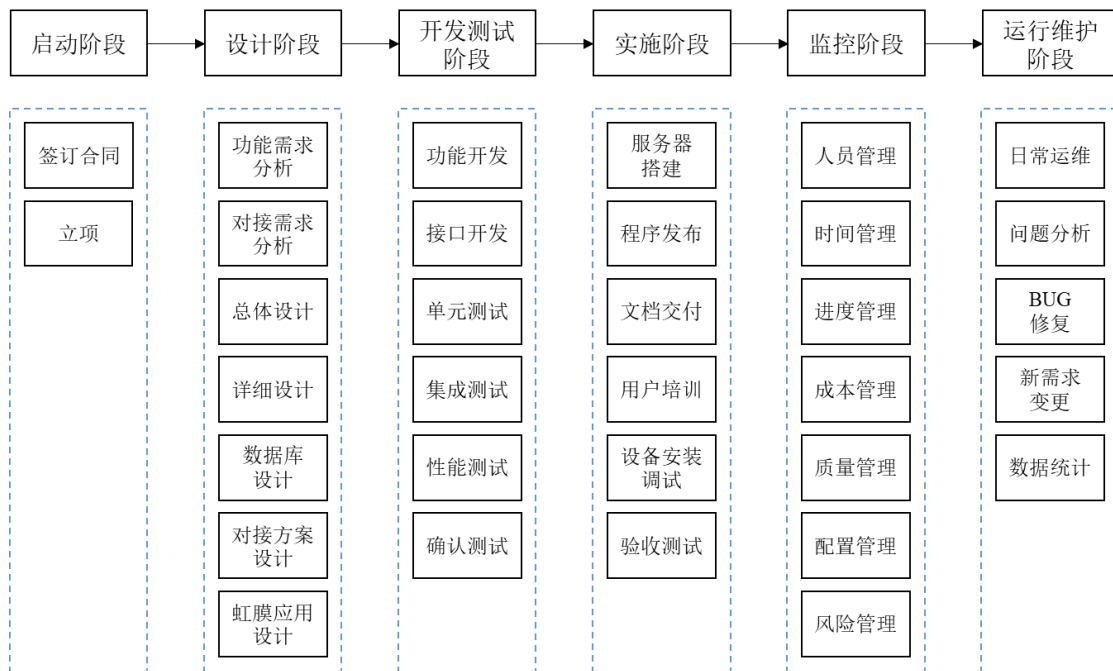 启动阶段
设计阶段
开发测试
阶段
实施阶段
监控阶段
运行维护
阶段
签订合同
立项
功能需求
分析
对接需求
分析
总体设计
详细设计
数据库
设计
对接方案
设计
虹膜应用
设计
功能开发
接口开发
单元测试
集成测试
性能测试
确认测试
服务器
搭建
程序发布
文档交付
用户培训
设备安装
调试
验收测试
人员管理
时间管理
进度管理
成本管理
质量管理
配置管理
风险管理
日常运维
问题分析
BUG
修复
新需求
变更
数据统计